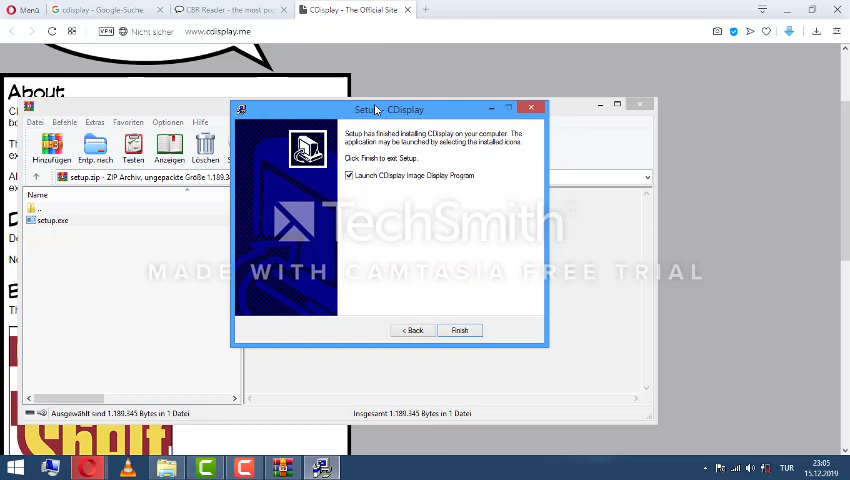 Menü
cdisplay - Google-Suche
CBR Reader - the most po
CDisplay - The Official Site
VPN
Nicht sicher
www.cdisplay.me
About
Setup - CDisplay
Datei Befehle Extras Favoriten Optionen Hilfe
Hinzufügen Entp. nach Testen Anzeigen Löschen
setup.zip - ZIP Archiv, ungepackte Größe 1.189.345
Name
..
setup.exe
Setup has finished installing CDisplay on your computer. The
application may be launched by selecting the installed icons.
Click Finish to exit Setup.
Launch CDisplay Image Display Program
TechSmith
MADE WITH CAMTASIA FREE TRIAL
< Back
Finish
Ausgewählt sind 1.189.345 Bytes in 1 Datei
Insgesamt 1.189.345 Bytes in 1 Datei
Shelf
TUR
23:05
15.12.2019